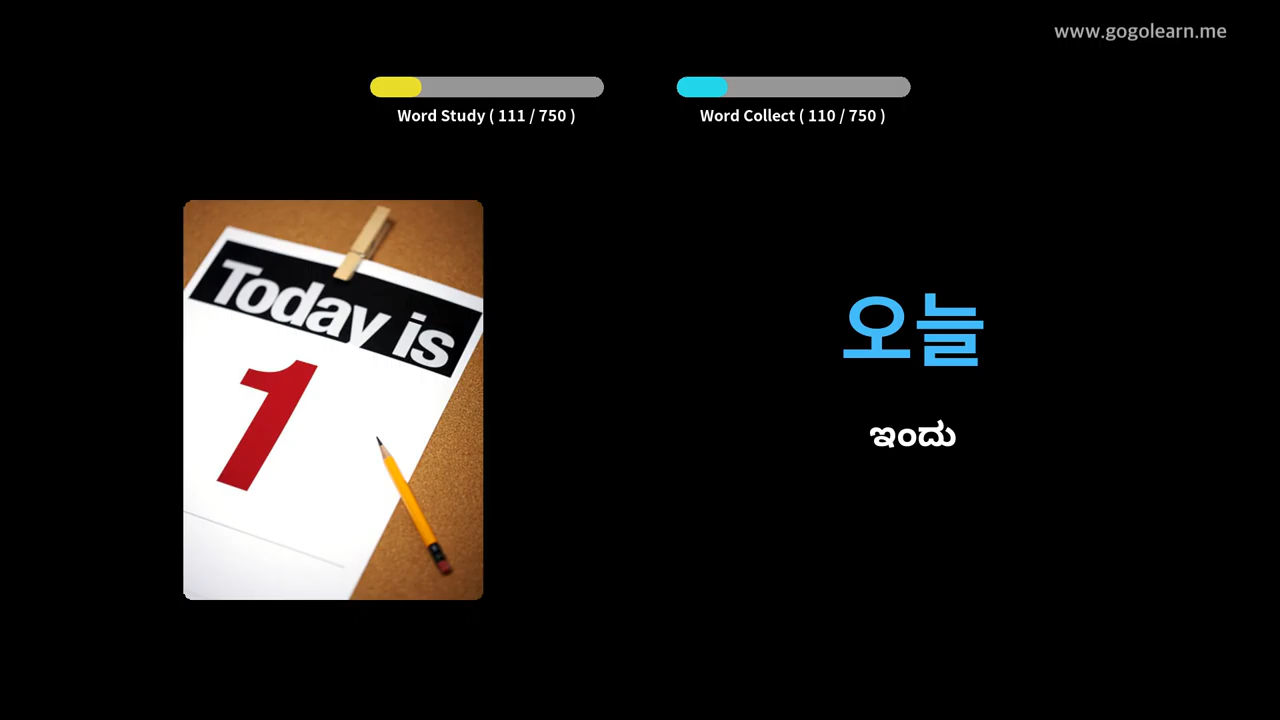 www.gogolearn.me
Word Study ( 111 / 750 )
Word Collect ( 110 / 750 )
Today is
1
오늘
ಇಂದು